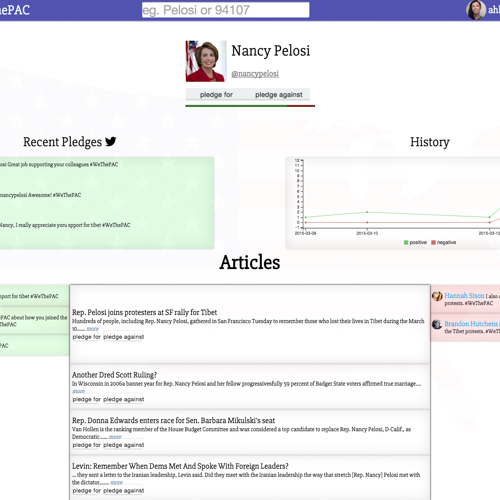 ePAC
eg. Pelosi or 94107
ahl
Nancy Pelosi
@nancypelosi
pledge for pledge against
Recent Pledges
History
osi Great job supporting your colleagues #WeThePAC
nancypelosi Awesome! #WeThePAC
Nancy, I really appreciate you sport for tibet #WeThePAC
12
11
10
9
8
7
6
5
4
3
2
1
0
-1
2015-03-09 2015-03-10 2015-03-12
positive negative
Articles
pport for tibet #WeThePAC
PAC about how you joined the
ThePAC
PAC
Rep. Pelosi joins protesters at SF rally for Tibet
Hundreds of people, including Rep. Nancy Pelosi, gathered in San Francisco Tuesday to remember those who lost their lives in Tibet during the March
10...... more
pledge for pledge against
Another Dred Scott Ruling?
In Wisconsin in 2006a banner year for Rep. Nancy Pelosi and her fellow progressivesfully 59 percent of Badger State voters affirmed true marriage....
more
pledge for pledge against
Rep. Donna Edwards enters race for Sen. Barbara Mikulski's seat
Van Hollen is the ranking member of the House Budget Committee and was considered a top candidate to replace Rep. Nancy Pelosi, D-Calif., as
Democratic...... more
pledge for pledge against
Levin: Remember When Dems Met And Spoke With Foreign Leaders?
... they sent a letter to the Iranian leadership, Levin said. Did they meet with the Iranian leadership the way that stretch [Rep. Nancy] Pelosi met with
the dictator,...... more
pledge for pledge against
Hannah Sison I also
protests. #WeThe
Brandon Hutchens
the Tibet protests. #W